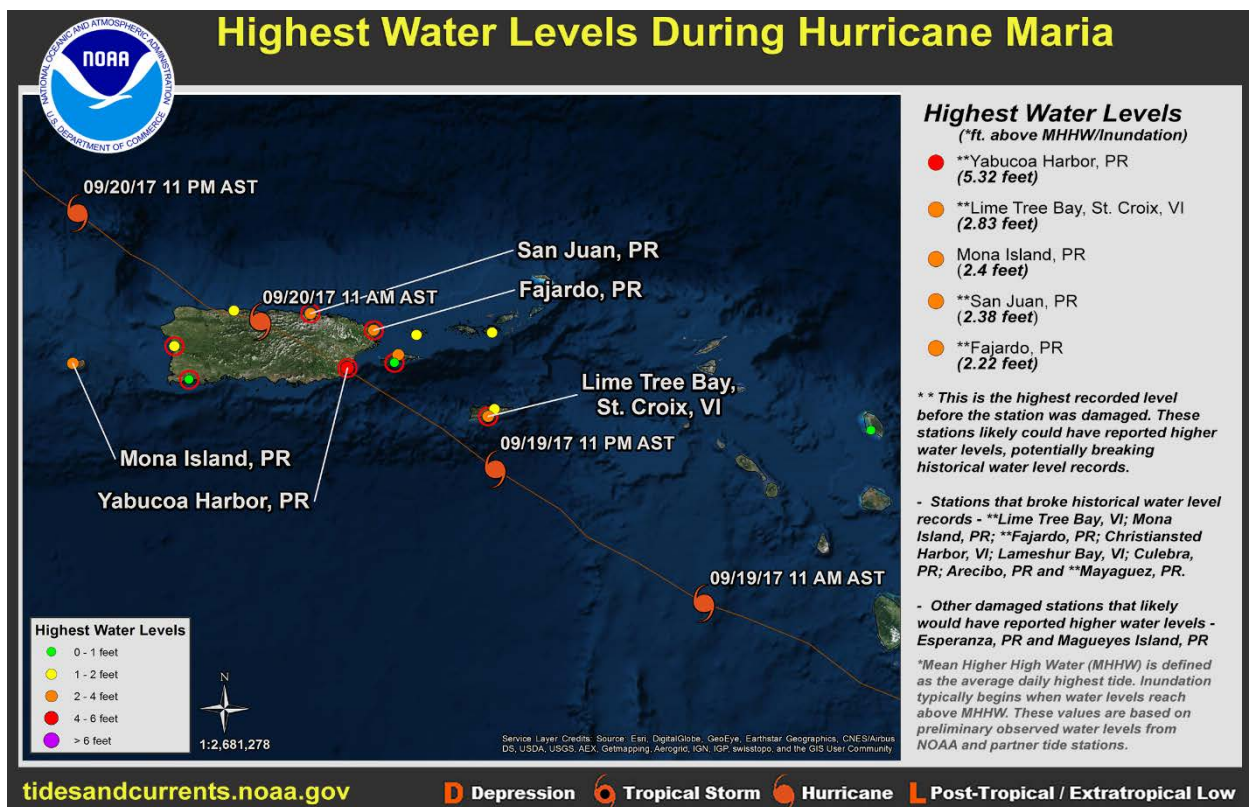 Highest Water Levels During Hurricane Maria
NATIONAL OCEANIC AND ATMOSPHERIC ADMINISTRATION
NOAA
U.S. DEPARTMENT OF COMMERCE
09/20/17 11 PM AST
San Juan, PR
09/20/17 11 AM AST
Fajardo, PR
Lime Tree Bay,
St. Croix, VI
09/19/17 11 PM AST
Mona Island, PR
Yabucoa Harbor, PR
09/19/17 11 AM AST
Highest Water Levels
0 - 1 feet
1 - 2 feet
2 - 4 feet
4 - 6 feet
> 6 feet
N
1:2,681,278
Service Layer Credits: Source: Esri, DigitalGlobe, GeoEye, Earthstar Geographics, CNES/Airbus
DS, USDA, USGS, AEX, Getmapping, Aerogrid, IGN, IGP, swisstopo, and the GIS User Community
Highest Water Levels
(*ft. above MHHW/Inundation)
**Yabucoa Harbor, PR
(5.32 feet)
**Lime Tree Bay, St. Croix, VI
(2.83 feet)
Mona Island, PR
(2.4 feet)
**San Juan, PR
(2.38 feet)
**Fajardo, PR
(2.22 feet)
* * This is the highest recorded level
before the station was damaged. These
stations likely could have reported higher
water levels, potentially breaking
historical water level records.
- Stations that broke historical water level
records - **Lime Tree Bay, VI; Mona
Island, PR; **Fajardo, PR; Christiansted
Harbor, VI; Lameshur Bay, VI; Culebra,
PR; Arecibo, PR and **Mayaguez, PR.
- Other damaged stations that likely
would have reported higher water levels -
Esperanza, PR and Magueyes Island, PR
*Mean Higher High Water (MHHW) is defined
as the average daily highest tide. Inundation
typically begins when water levels reach
above MHHW. These values are based on
preliminary observed water levels from
NOAA and partner tide stations.
tidesandcurrents.noaa.gov
D Depression
Tropical Storm
Hurricane
L Post-Tropical / Extratropical Low